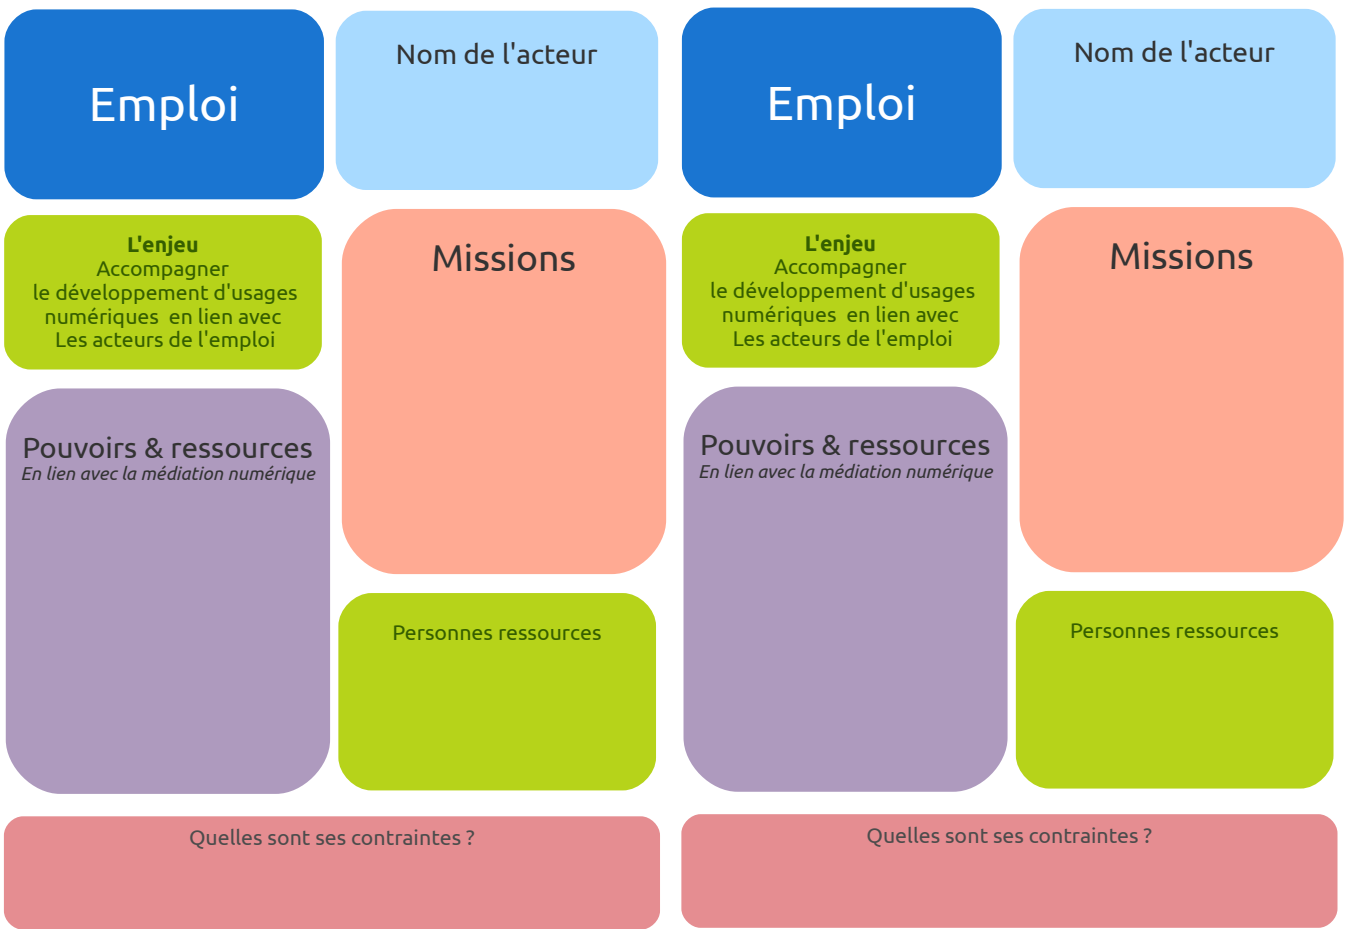 Emploi
Nom de l'acteur
L'enjeu
Accompagner
le développement d'usages
numériques en lien avec
Les acteurs de l'emploi
Missions
Pouvoirs & ressources
En lien avec la médiation numérique
Personnes ressources
Quelles sont ses contraintes ?
Emploi
Nom de l'acteur
L'enjeu
Accompagner
le développement d'usages
numériques en lien avec
Les acteurs de l'emploi
Missions
Pouvoirs & ressources
En lien avec la médiation numérique
Personnes ressources
Quelles sont ses contraintes ?